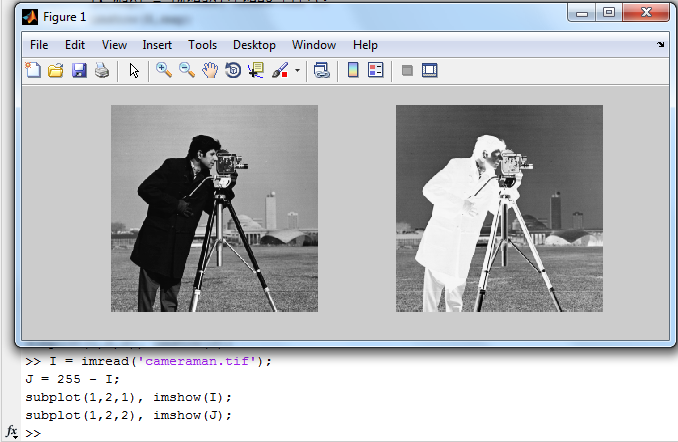 Figure 1
File Edit View Insert Tools Desktop Window Help
>> I = imread('cameraman.tif');
J = 255 - I;
subplot(1,2,1), imshow(I);
subplot(1,2,2), imshow(J);
fx >>